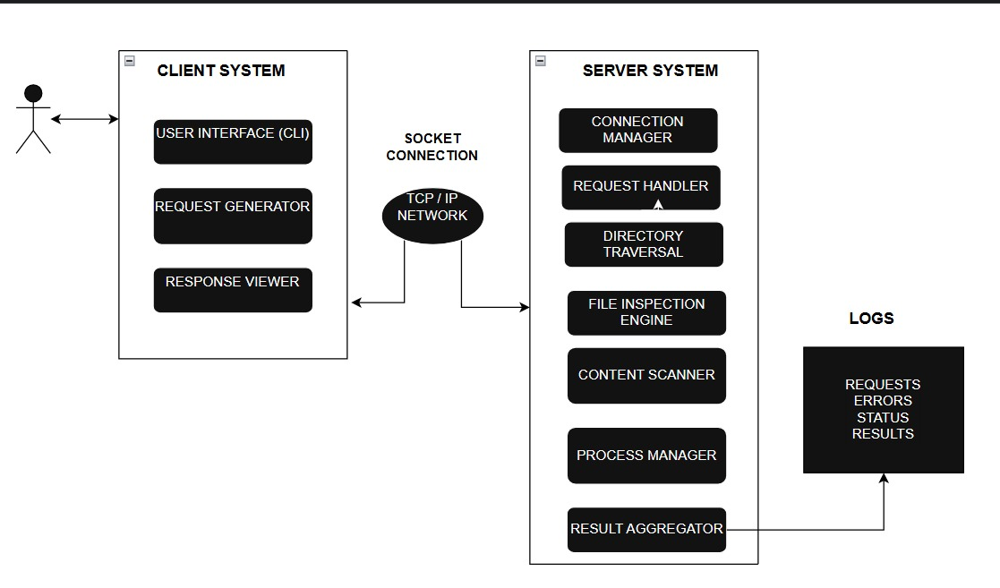 CLIENT SYSTEM
USER INTERFACE (CLI)
REQUEST GENERATOR
RESPONSE VIEWER
SOCKET
CONNECTION
TCP / IP
NETWORK
SERVER SYSTEM
CONNECTION
MANAGER
REQUEST HANDLER
DIRECTORY
TRAVERSAL
FILE INSPECTION
ENGINE
CONTENT SCANNER
PROCESS MANAGER
RESULT AGGREGATOR
LOGS
REQUESTS
ERRORS
STATUS
RESULTS